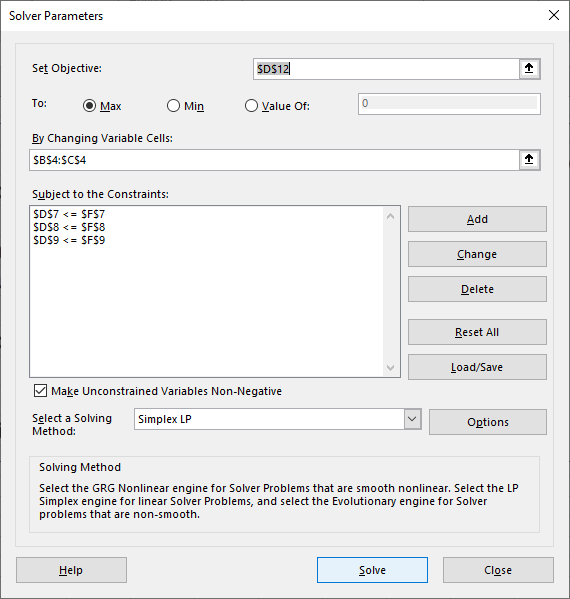 Solver Parameters
Set Objective:
$D$12
To:
Max
Min
Value Of:
0
By Changing Variable Cells:
$B$4:$C$4
Subject to the Constraints:
$D$7 <= $F$7
$D$8 <= $F$8
$D$9 <= $F$9
Add
Change
Delete
Reset All
Load/Save
Make Unconstrained Variables Non-Negative
Select a Solving
Method:
Simplex LP
Options
Solving Method
Select the GRG Nonlinear engine for Solver Problems that are smooth nonlinear. Select the LP
Simplex engine for linear Solver Problems, and select the Evolutionary engine for Solver
problems that are non-smooth.
Help
Solve
Close